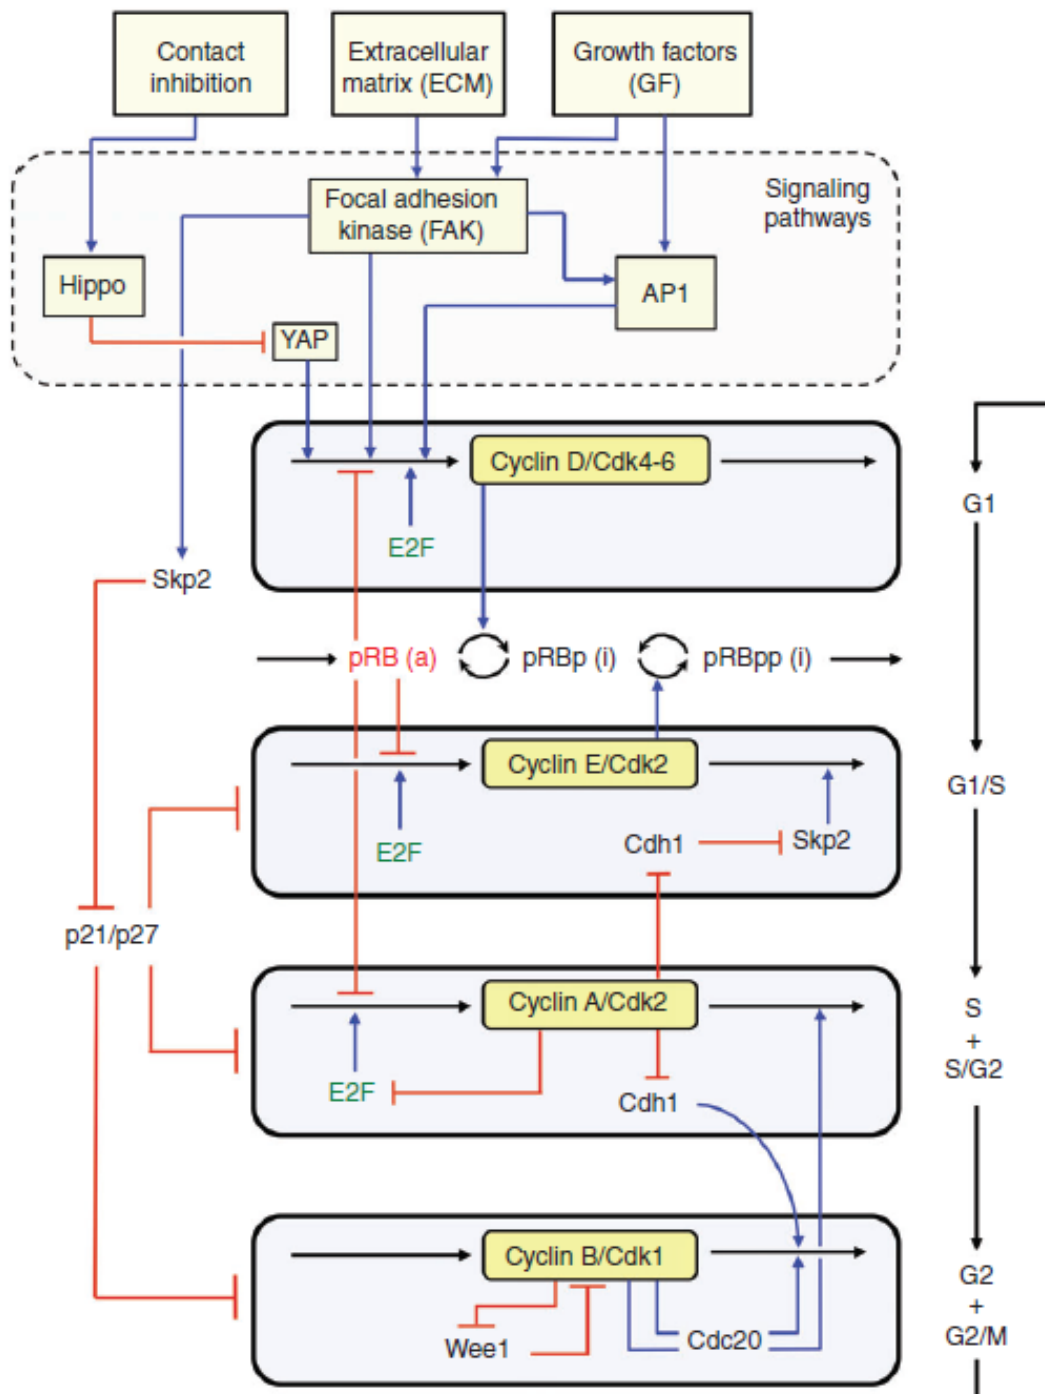 Contact
inhibition
Extracellular
matrix (ECM)
Growth factors
(GF)
Signaling
pathways
Focal adhesion
kinase (FAK)
Hippo
AP1
YAP
Cyclin D/Cdk4-6
G1
E2F
Skp2
pRB (a)
pRBp (i)
pRBpp (i)
Cyclin E/Cdk2
G1/S
E2F
Cdh1
Skp2
p21/p27
Cyclin A/Cdk2
S
+
S/G2
E2F
Cdh1
Cyclin B/Cdk1
G2
+
G2/M
Wee1
Cdc20